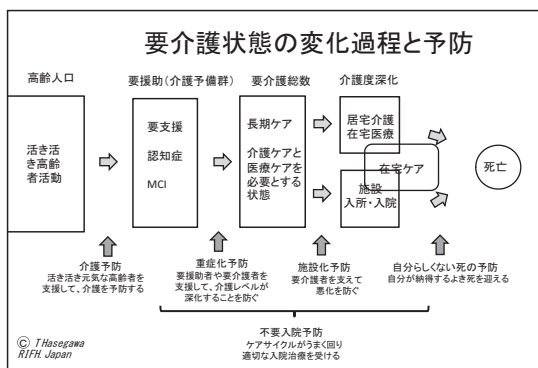 要介護状態の変化過程と予防
高齢人口
要援助（介護予備群）
要介護総数
介護度深化
活き活
き高齢
者活動
要支援
認知症
MCI
長期ケア
介護ケアと
医療ケアを
必要とする
状態
居宅介護
在宅医療
在宅ケア
施設
入所・入院
死亡
介護予防
活き活き元気な高齢者を
支援して、介護を予防する
重症化予防
要援助者や要介護者を
支援して、介護レベルが
深化することを防ぐ
施設化予防
要介護者を支えて
悪化を防ぐ
自分らしくない死の予防
自分が納得するよき死を迎える
不要入院予防
ケアサイクルがうまく回り
適切な入院治療を受ける
Ⓒ THasegawa
RIFH. Japan